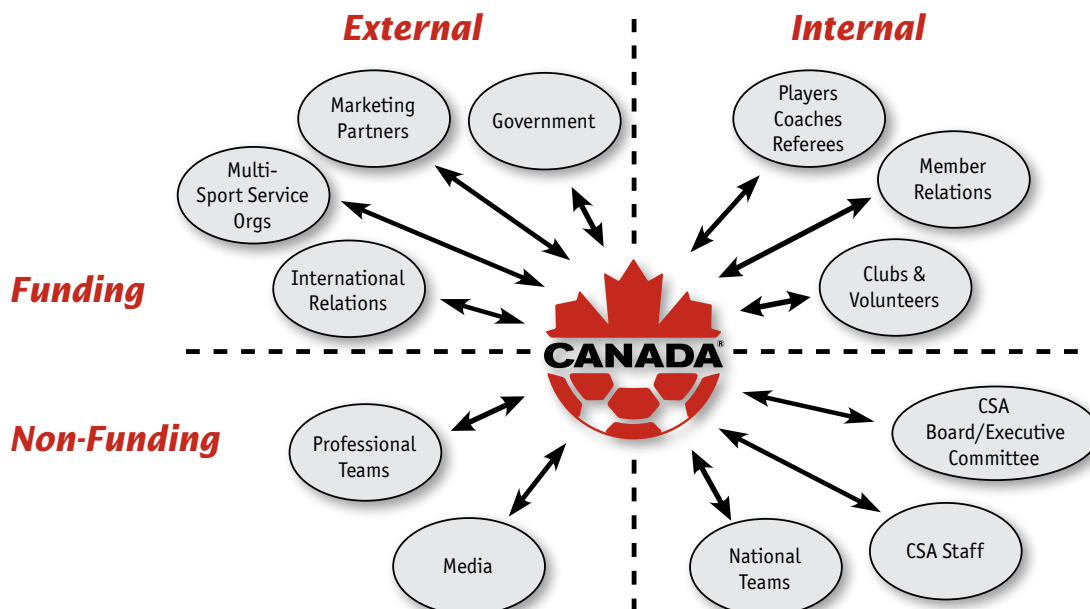 External
Internal
Marketing
Partners
Government
Players
Coaches
Referees
Multi-
Sport Service
Orgs
Member
Relations
Funding
International
Relations
Clubs &
Volunteers
CANADA®
Non-Funding
Professional
Teams
CSA
Board/Executive
Committee
Media
National
Teams
CSA Staff